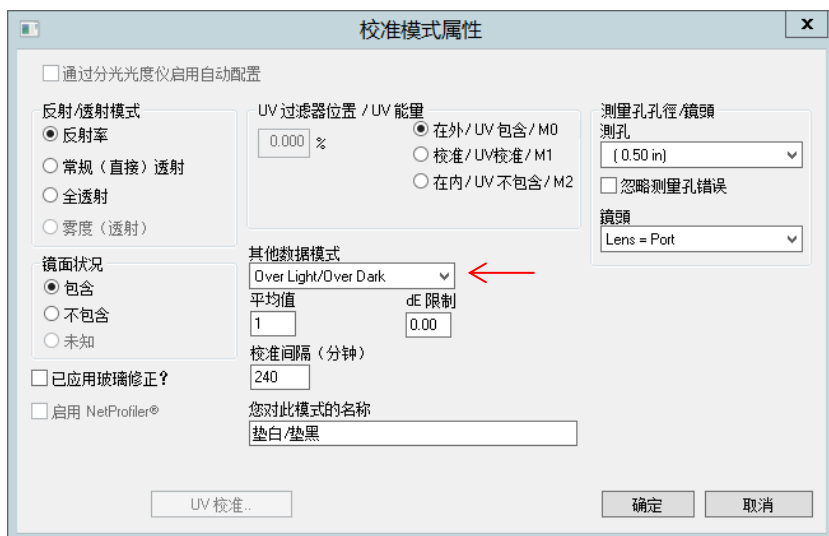 校准模式属性
x
通过分光光度仪启用自动配置
反射/透射模式
反射率
常规（直接）透射
全透射
雾度（透射）
镜面状况
包含
不包含
未知
已应用玻璃修正?
启用 NetProfiler®
UV 过滤器位置 / UV 能量
0.000 %
在外/ UV 包含/ M0
校准/ UV校准/ M1
在内/ UV 不包含/ M2
其他数据模式
Over Light/Over Dark
平均值
dE 限制
1
0.00
校准间隔（分钟）
240
您对此模式的名称
垫白/垫黑
測量孔孔徑/鏡頭
測孔
( 0.50 in)
忽略测量孔错误
鏡頭
Lens = Port
UV 校准..
确定
取消